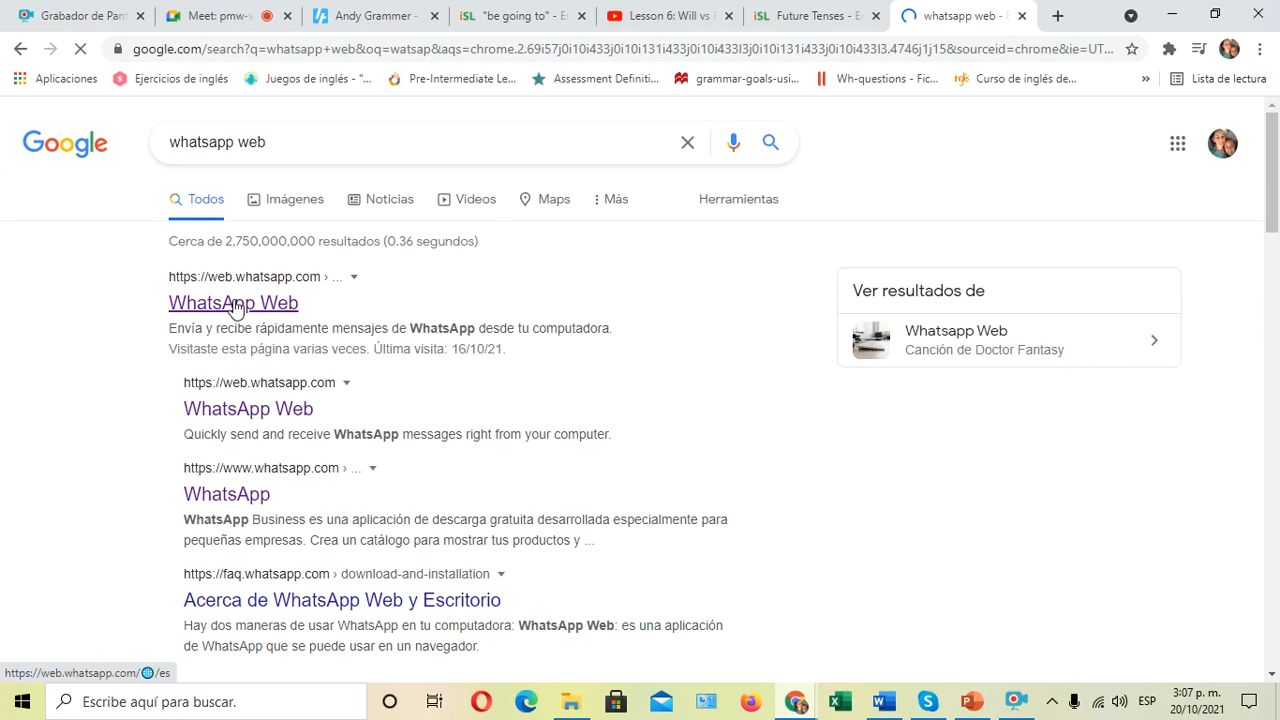 Grabador de Pant
Meet: pmw-v
Andy Grammer -
"be going to" - E
Lesson 6: Will vs
Future Tenses - E
whatsapp web - B
google.com/search?q=whatsapp+web&oq=watsap&aqs=chrome.2.69i57j0i10i433j0i10i131i433j0i10i433l3j0i10i131i433j0i10i433l3.4746j1j15&sourceid=chrome&ie=UT...
Aplicaciones
Ejercicios de inglés
Juegos de inglés - "...
Pre-Intermediate Le...
Assessment Definiti...
grammar-goals-usi...
Wh-questions - Fic...
Curso de inglés de...
»
Lista de lectura
Google
whatsapp web
Todos
Imágenes
Noticias
Videos
Maps
Más
Herramientas
Cerca de 2,750,000,000 resultados (0.36 segundos)
https://web.whatsapp.com › ...
WhatsApp Web
Envía y recibe rápidamente mensajes de WhatsApp desde tu computadora.
Visitaste esta página varias veces. Última visita: 16/10/21.
https://web.whatsapp.com
WhatsApp Web
Quickly send and receive WhatsApp messages right from your computer.
https://www.whatsapp.com › ...
WhatsApp
WhatsApp Business es una aplicación de descarga gratuita desarrollada especialmente para
pequeñas empresas. Crea un catálogo para mostrar tus productos y ...
https://faq.whatsapp.com › download-and-installation
Acerca de WhatsApp Web y Escritorio
Hay dos maneras de usar WhatsApp en tu computadora: WhatsApp Web: es una aplicación
de WhatsApp que se puede usar en el navegador.
Ver resultados de
Whatsapp Web
Canción de Doctor Fantasy
https://web.whatsapp.com/🌐/es
Escribe aquí para buscar.
ESP
3:07 p. m.
20/10/2021